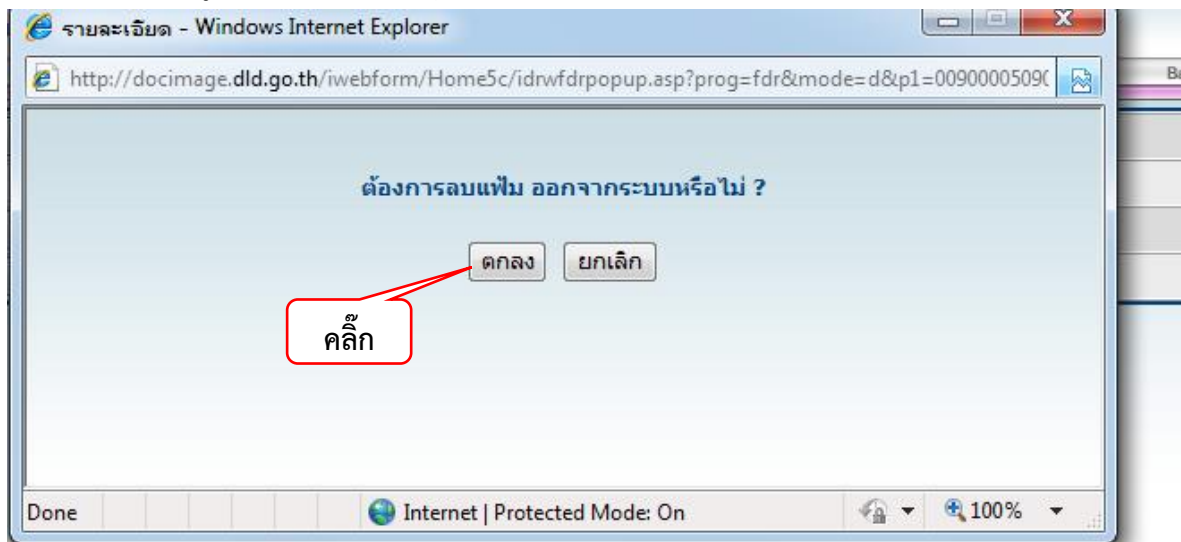 รายละเอียด - Windows Internet Explorer
http://docimage.dld.go.th/iwebform/Home5c/idrwfdrpopup.asp?prog=fdr&mode=d&p1=0090000509
ต้องการลบแฟ้ม ออกจากระบบหรือไม่ ?
ตกลง ยกเลิก
คลิ๊ก
Done Internet | Protected Mode: On 100%